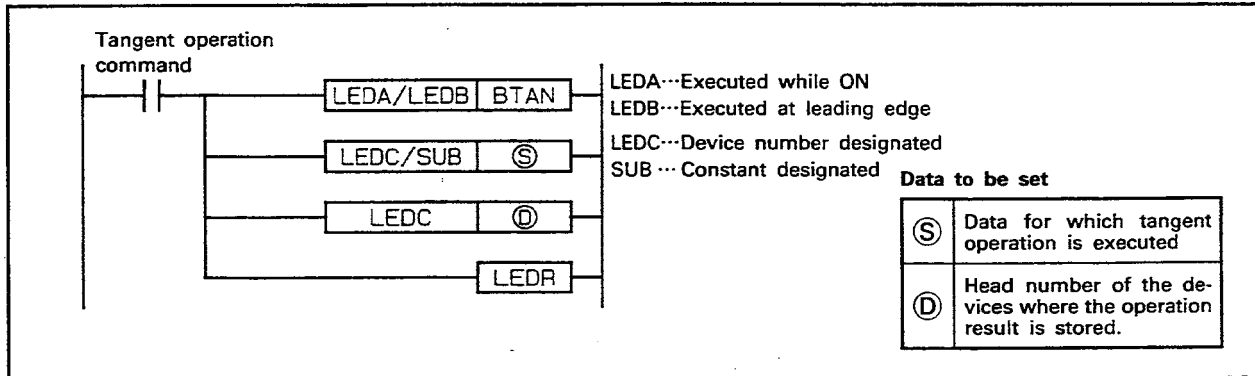 Tangent operation
command
LEDA/LEDB BTAN
LEDA···Executed while ON
LEDB···Executed at leading edge
LEDC/SUB Ⓢ
LEDC···Device number designated
SUB ··· Constant designated
LEDC Ⓓ
LEDR
Data to be set
Ⓢ Data for which tangent
operation is executed
Ⓓ Head number of the de-
vices where the operation
result is stored.